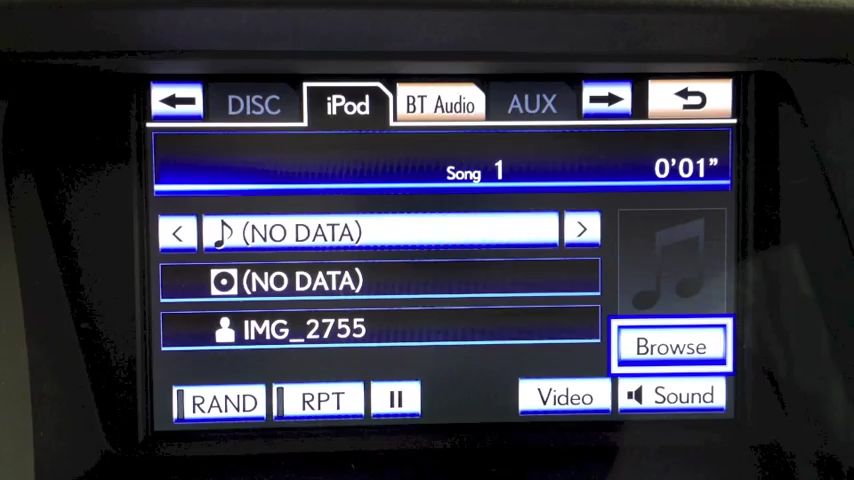 DISC iPod BT Audio AUX
Song 1 0'01"
(NO DATA)
(NO DATA)
IMG_2755
Browse
RAND RPT Video Sound